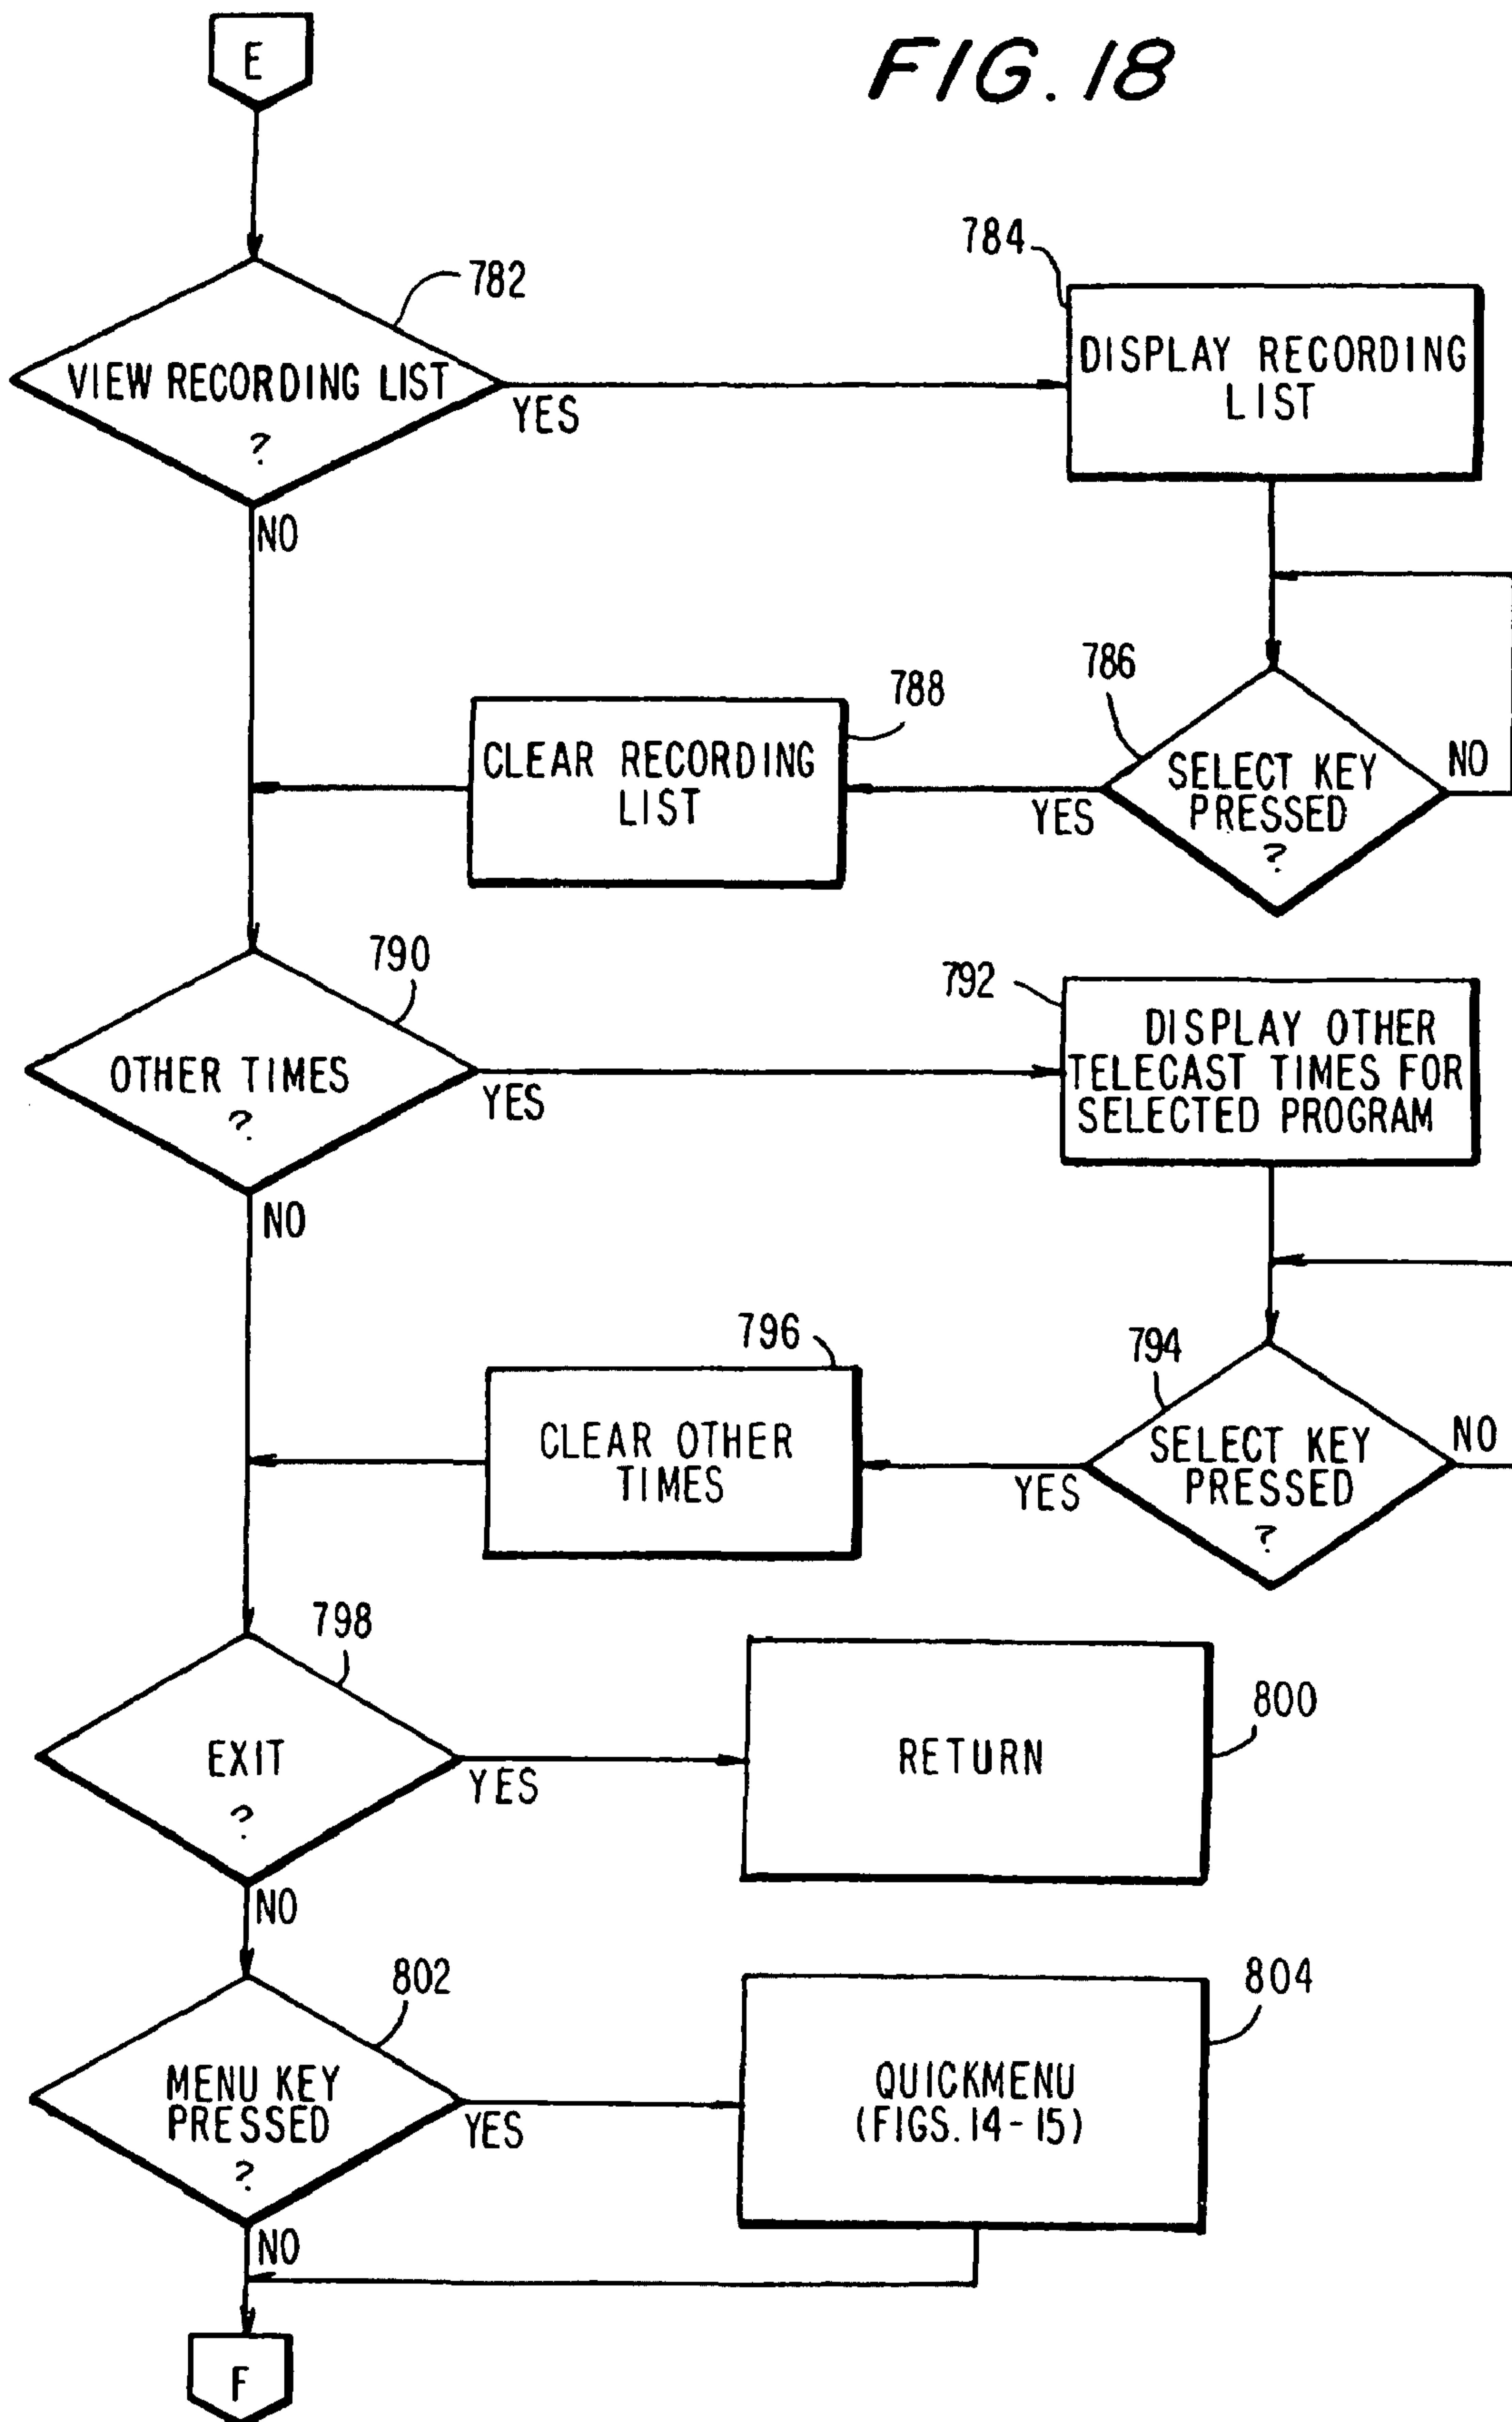 FIG. 18
E
782
VIEW RECORDING LIST
?
YES
NO
784
DISPLAY RECORDING
LIST
786
SELECT KEY
PRESSED
?
NO
YES
788
CLEAR RECORDING
LIST
790
OTHER TIMES
?
YES
NO
792
DISPLAY OTHER
TELECAST TIMES FOR
SELECTED PROGRAM
794
SELECT KEY
PRESSED
?
NO
YES
796
CLEAR OTHER
TIMES
798
EXIT
?
YES
NO
800
RETURN
802
MENU KEY
PRESSED
?
YES
NO
804
QUICKMENU
(FIGS. 14-15)
F